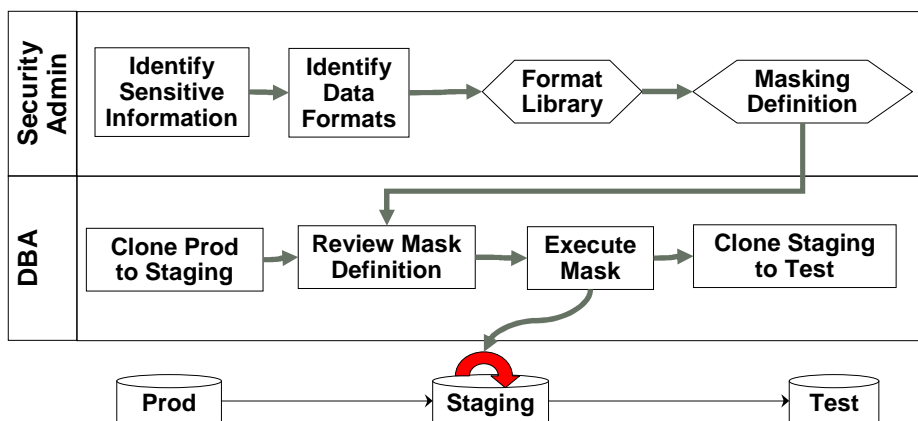 Security
Admin
Identify
Sensitive
Information
Identify
Data
Formats
Format
Library
Masking
Definition
DBA
Clone Prod
to Staging
Review Mask
Definition
Execute
Mask
Clone Staging
to Test
Prod
Staging
Test